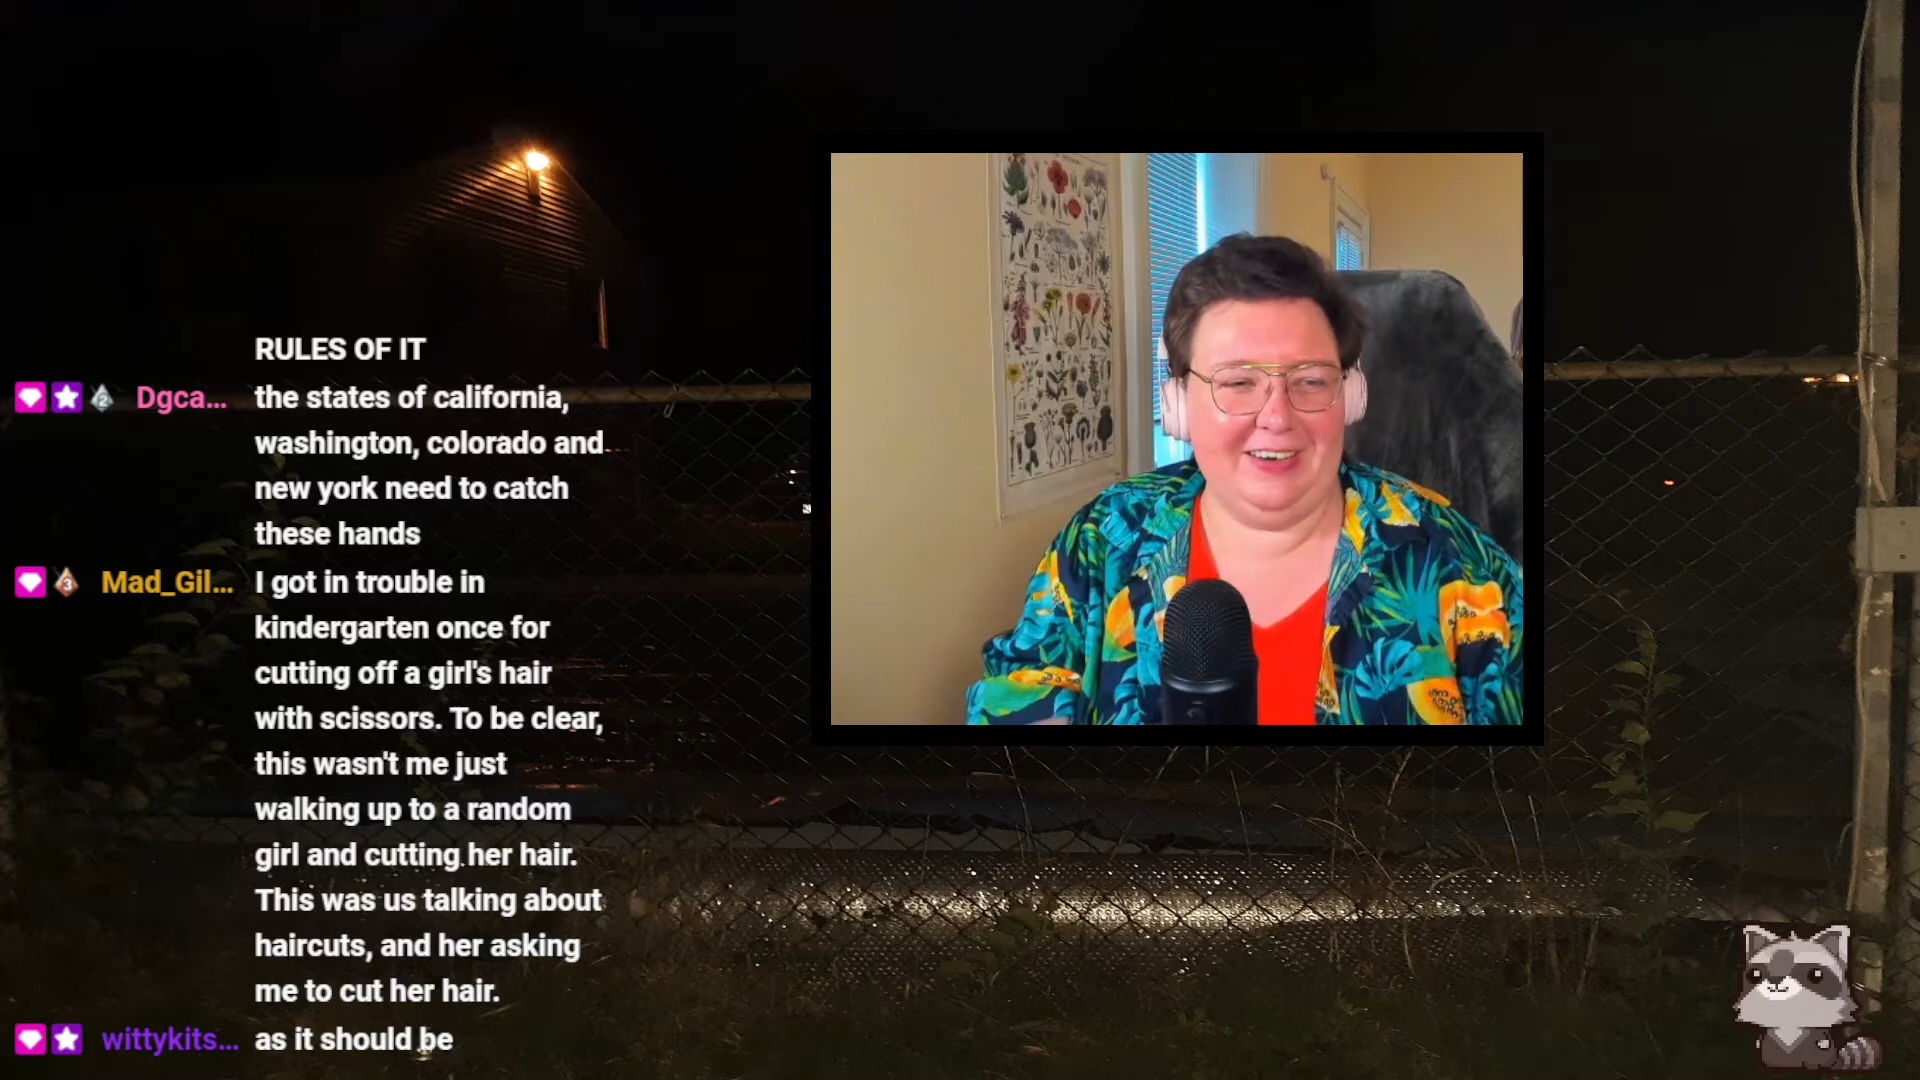 RULES OF IT
Dgca... the states of california,
washington, colorado and
new york need to catch
these hands
Mad_Gil... I got in trouble in
kindergarten once for
cutting off a girl's hair
with scissors. To be clear,
this wasn't me just
walking up to a random
girl and cutting her hair.
This was us talking about
haircuts, and her asking
me to cut her hair.
wittykits... as it should be